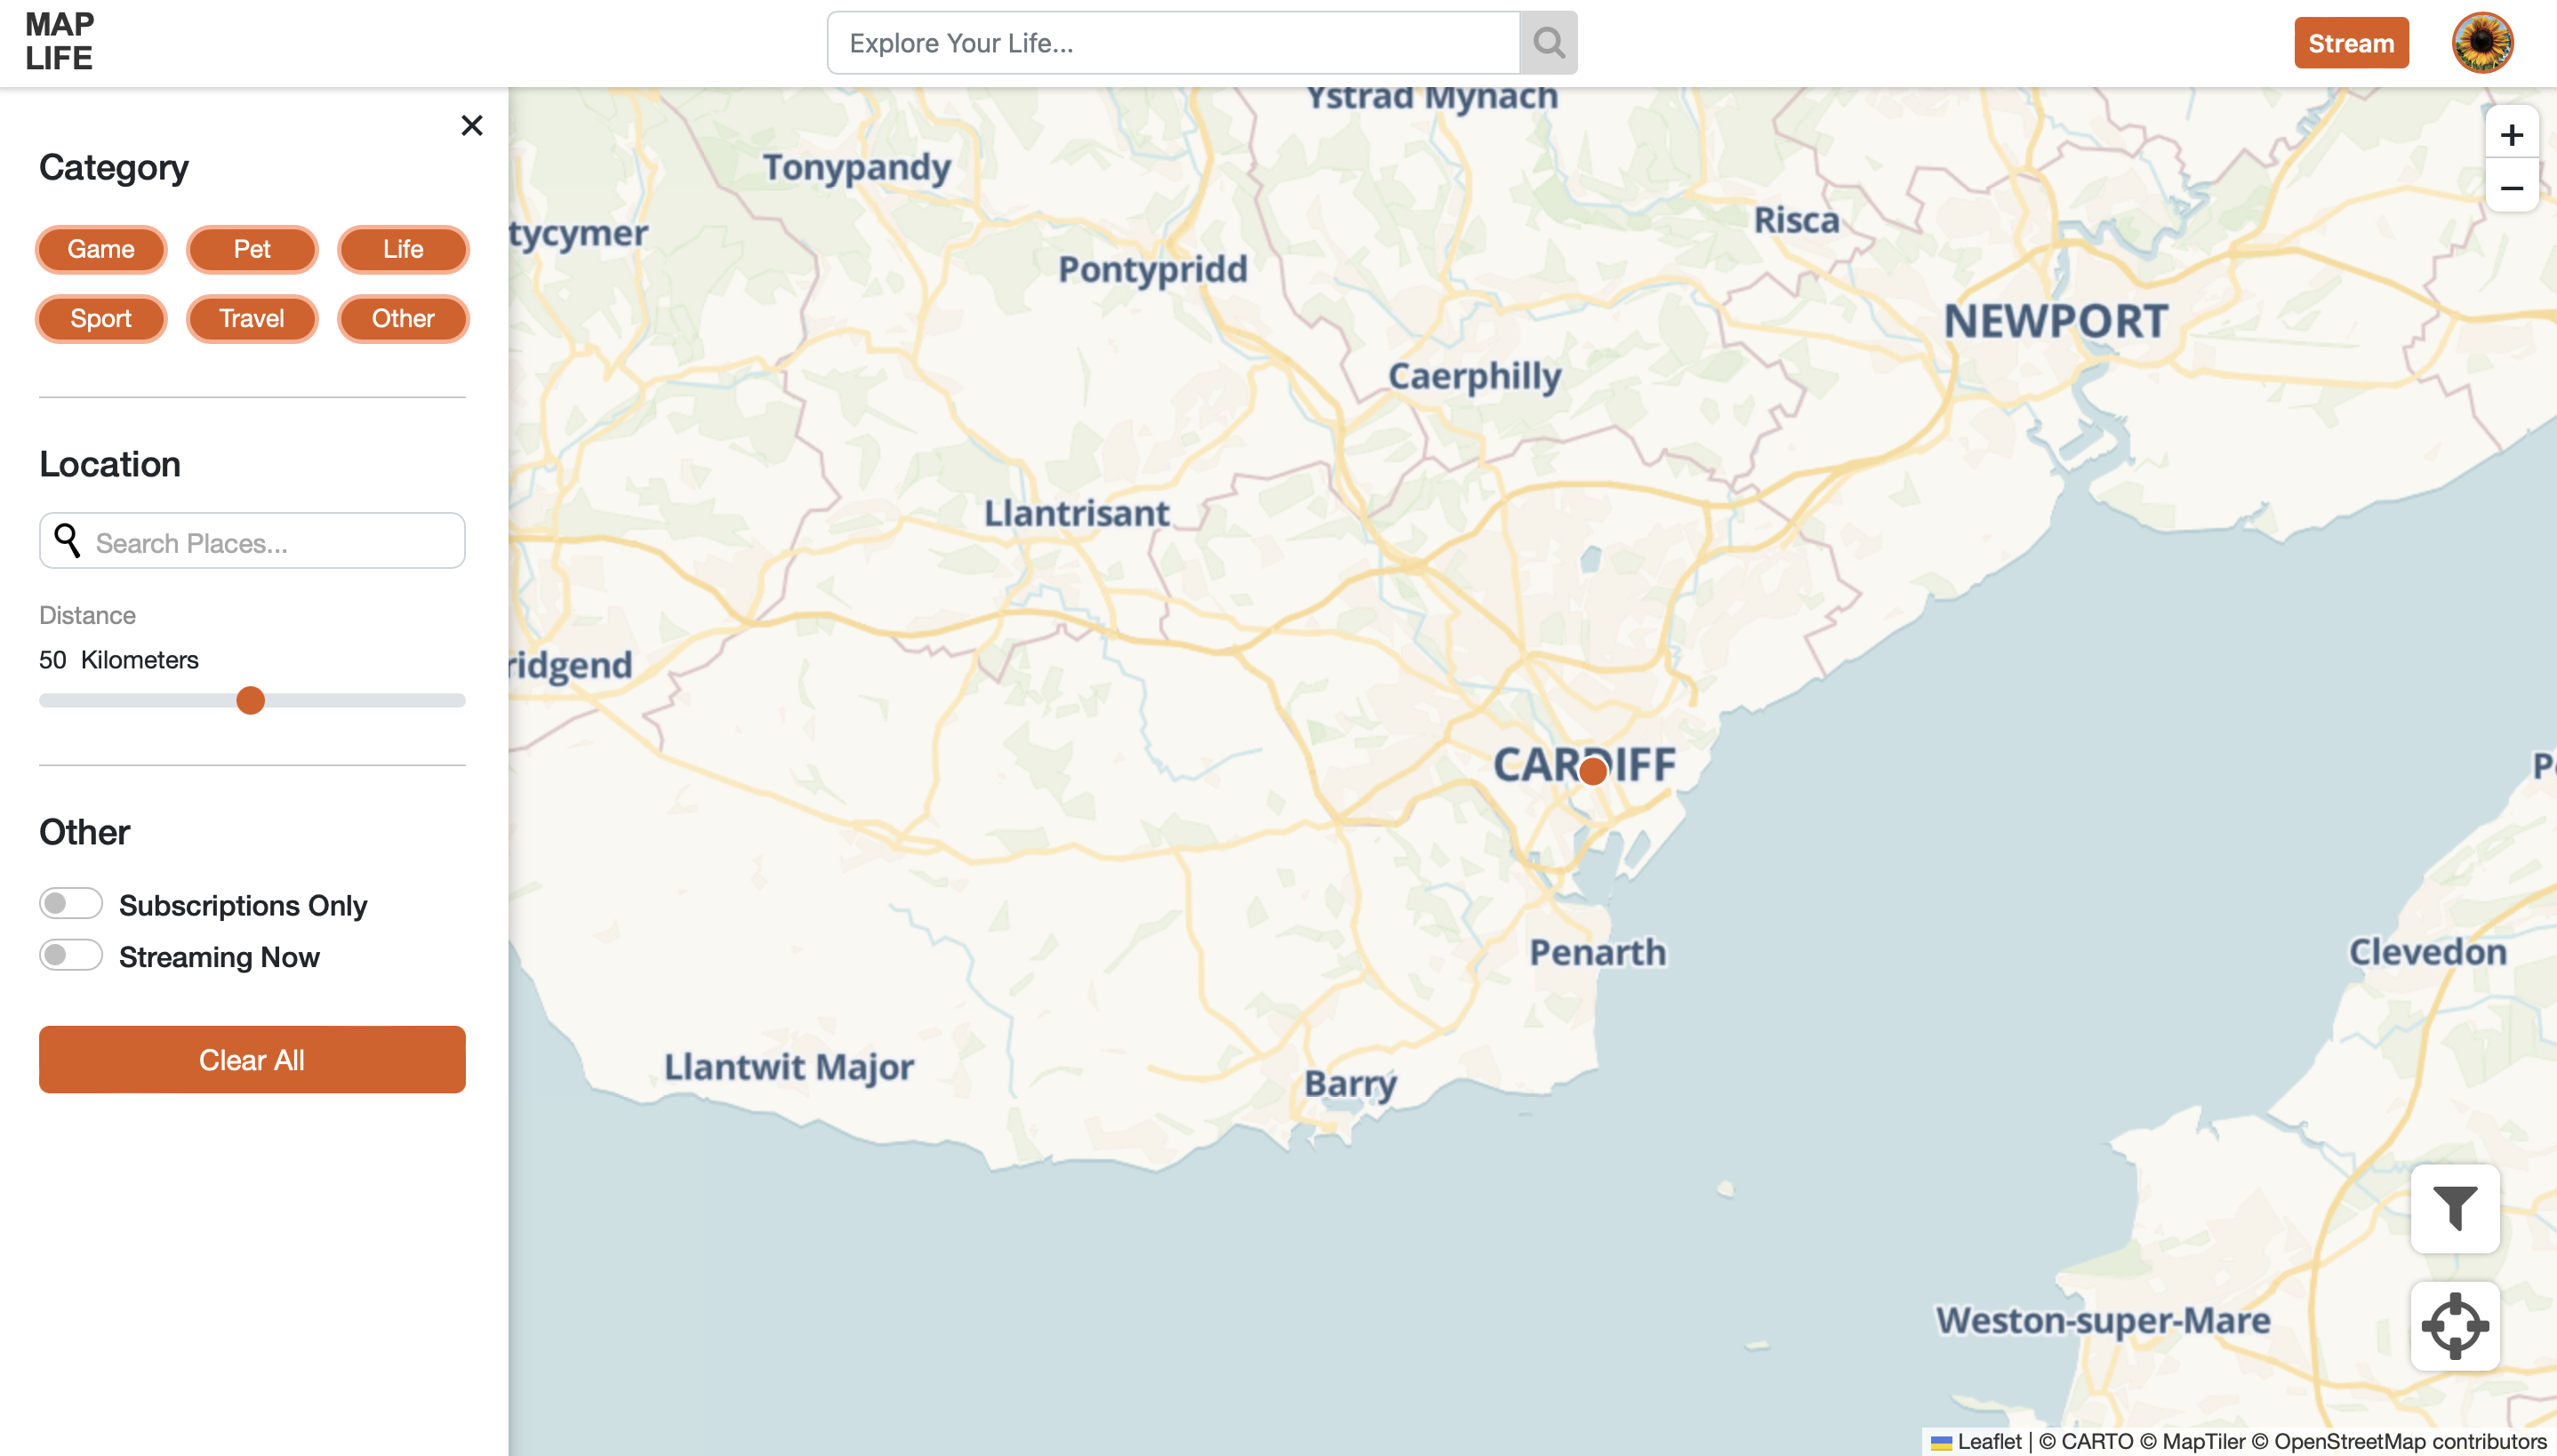 MAP
LIFE
Explore Your Life...
Stream
Category
Game
Pet
Life
Sport
Travel
Other
Location
Search Places...
Distance
50 Kilometers
Other
Subscriptions Only
Streaming Now
Clear All
Ystrad Mynach
Tonypandy
Risca
tycymer
Pontypridd
NEWPORT
Caerphilly
Llantrisant
ridgend
CARDIFF
Penarth
Clevedon
Llantwit Major
Barry
Weston-super-Mare
Leaflet | © CARTO © MapTiler © OpenStreetMap contributors